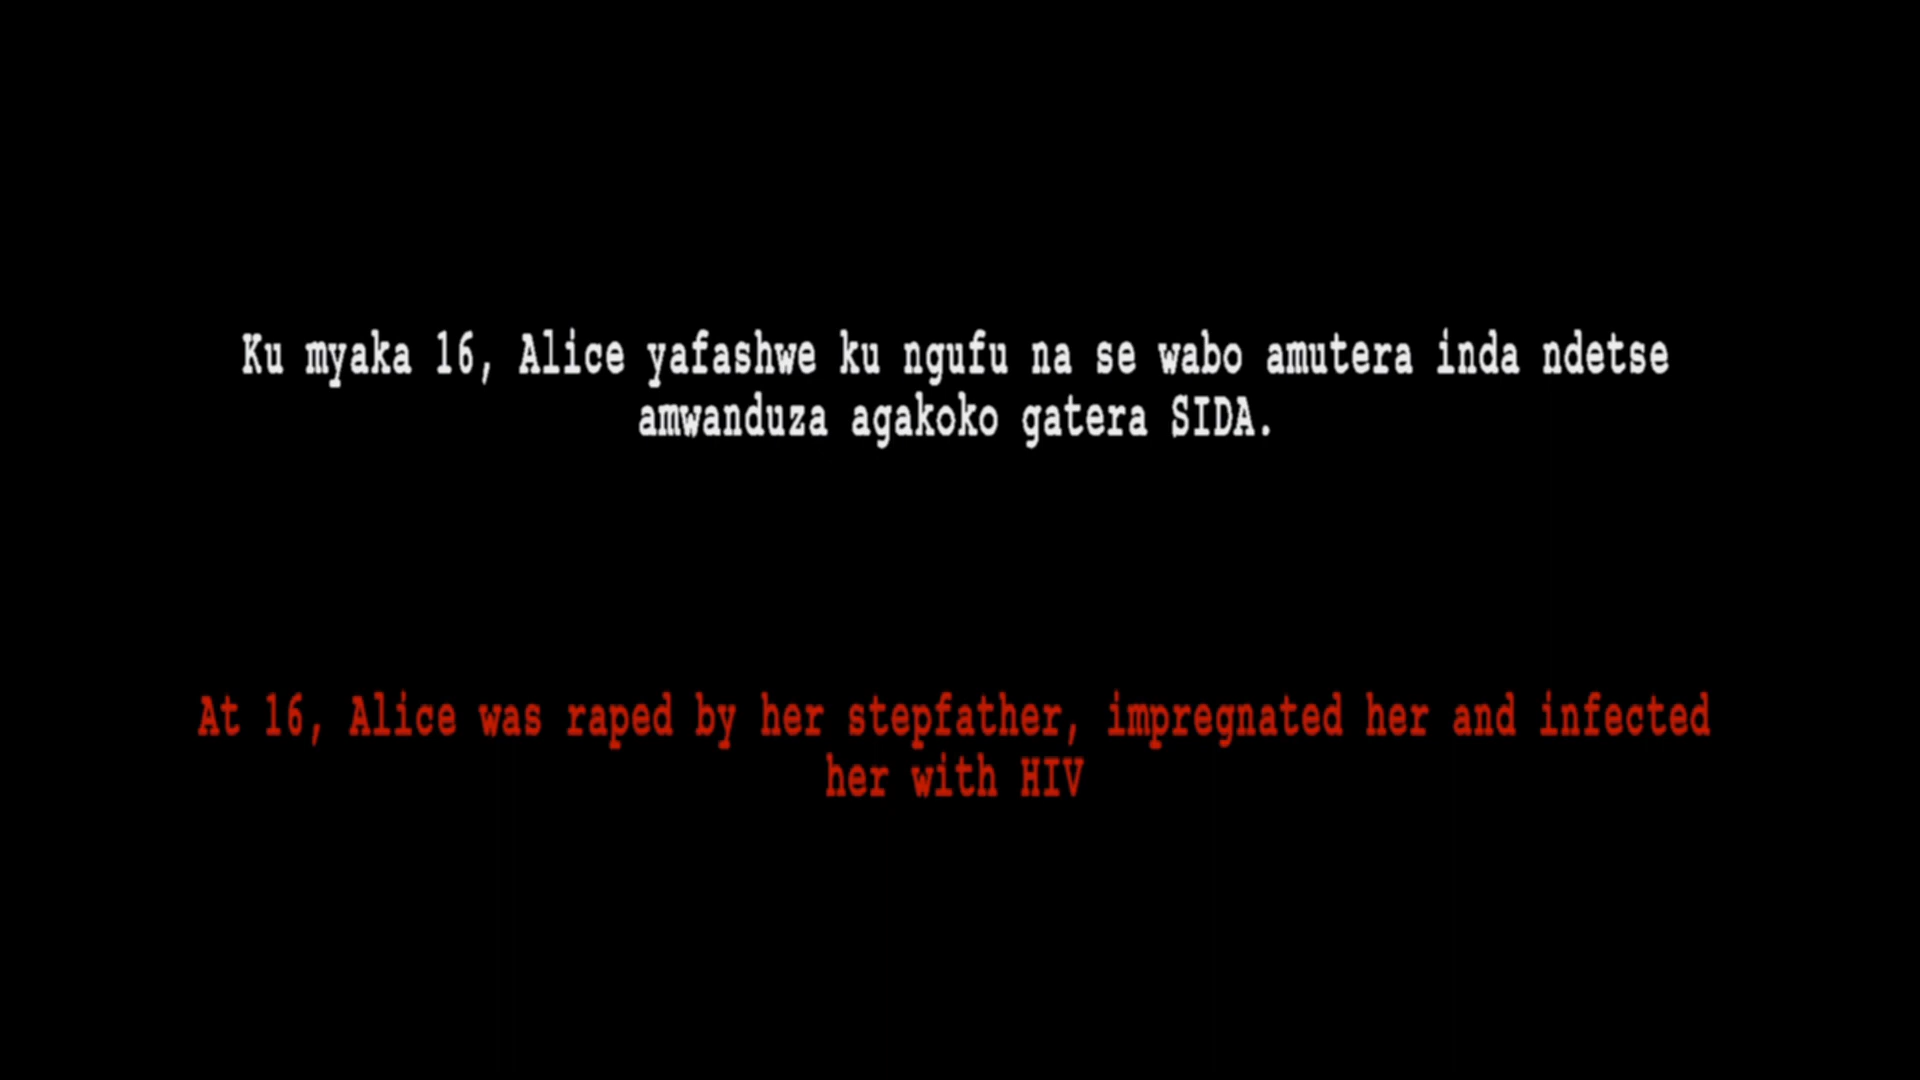 Ku myaka 16, Alice yafashwe ku ngufu na se wabo amutera inda ndetse
amwanduza agakoko gatera SIDA.
At 16, Alice was raped by her stepfather, impregnated her and infected
her with HIV